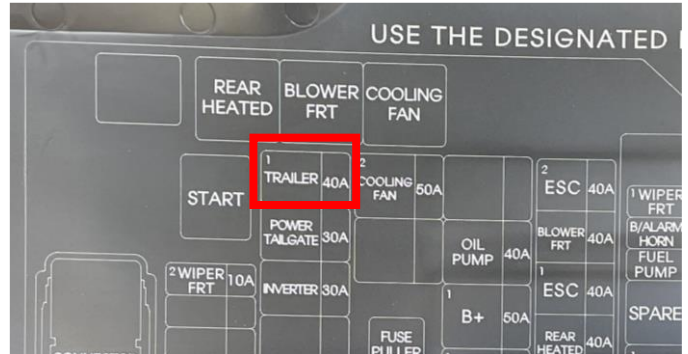 USE THE DESIGNATED
REAR
HEATED
BLOWER
FRT
COOLING
FAN
START
1
TRAILER 40A
2
COOLING
FAN
50A
2
ESC 40A
1 WIPER
FRT
POWER
TAILGATE
30A
OIL
PUMP
40A
BLOWER
FRT
40A
B/ALARM
HORN
FUEL
PUMP
2 WIPER
FRT
10A
INVERTER 30A
1
B+ 50A
1
ESC 40A
SPARE
FUSE
PULLER
REAR
HEATED
40A